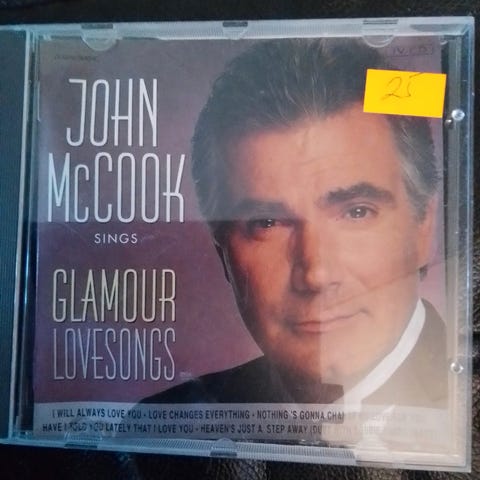 JOHN
McCOOK
SINGS
GLAMOUR
LOVESONGS
25
I WILL ALWAYS LOVE YOU • LOVE CHANGES EVERYTHING • NOTHING'S GONNA
HAVE I TOLD YOU LATELY THAT I LOVE YOU • HEAVEN'S JUST A STEP AWAY